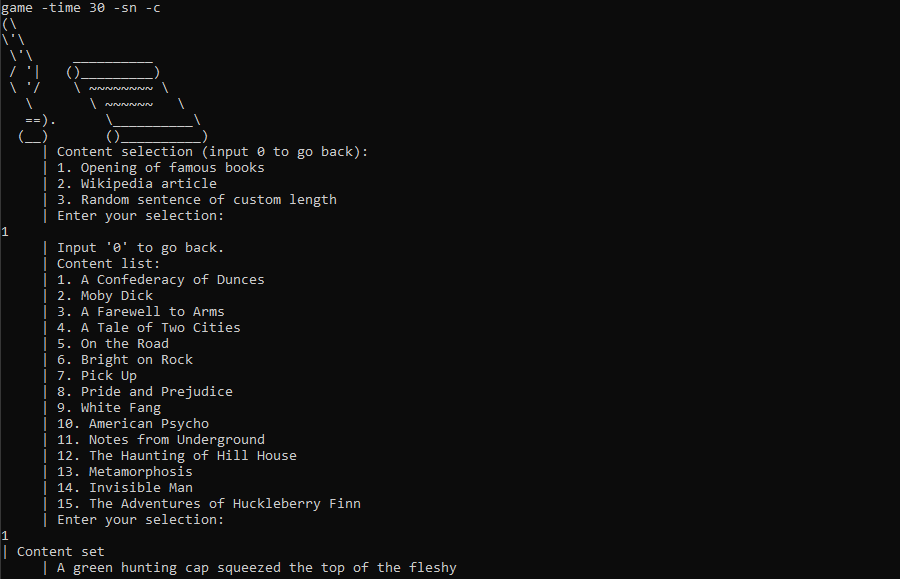 game -time 30 -sn -c
(\
\'\
 \'\     __________
 / '|   ()_________)
 \ '/    \ ~~~~~~~~ \
   \       \ ~~~~~~   \
   ==).      \__________\
  (__)       ()__________)
     | Content selection (input 0 to go back):
     | 1. Opening of famous books
     | 2. Wikipedia article
     | 3. Random sentence of custom length
     | Enter your selection:
1
     | Input '0' to go back.
     | Content list:
     | 1. A Confederacy of Dunces
     | 2. Moby Dick
     | 3. A Farewell to Arms
     | 4. A Tale of Two Cities
     | 5. On the Road
     | 6. Bright on Rock
     | 7. Pick Up
     | 8. Pride and Prejudice
     | 9. White Fang
     | 10. American Psycho
     | 11. Notes from Underground
     | 12. The Haunting of Hill House
     | 13. Metamorphosis
     | 14. Invisible Man
     | 15. The Adventures of Huckleberry Finn
     | Enter your selection:
1
| Content set
     | A green hunting cap squeezed the top of the fleshy